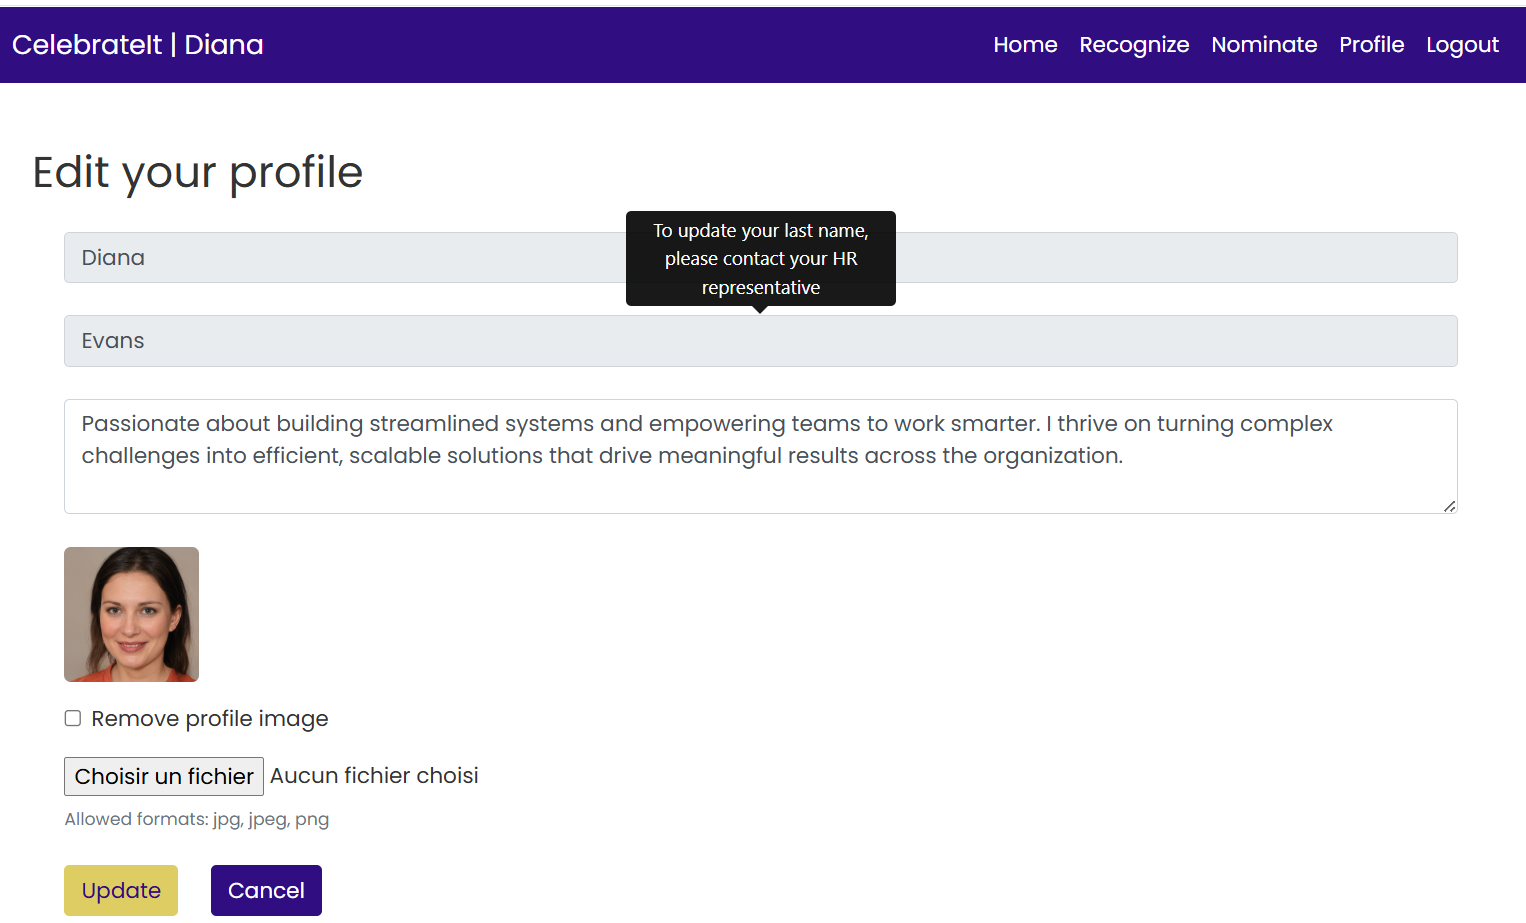 CelebrateIt | Diana
Home Recognize Nominate Profile Logout
Edit your profile
To update your last name,
please contact your HR
representative
Diana
Evans
Passionate about building streamlined systems and empowering teams to work smarter. I thrive on turning complex
challenges into efficient, scalable solutions that drive meaningful results across the organization.
Remove profile image
Choisir un fichier Aucun fichier choisi
Allowed formats: jpg, jpeg, png
Update Cancel